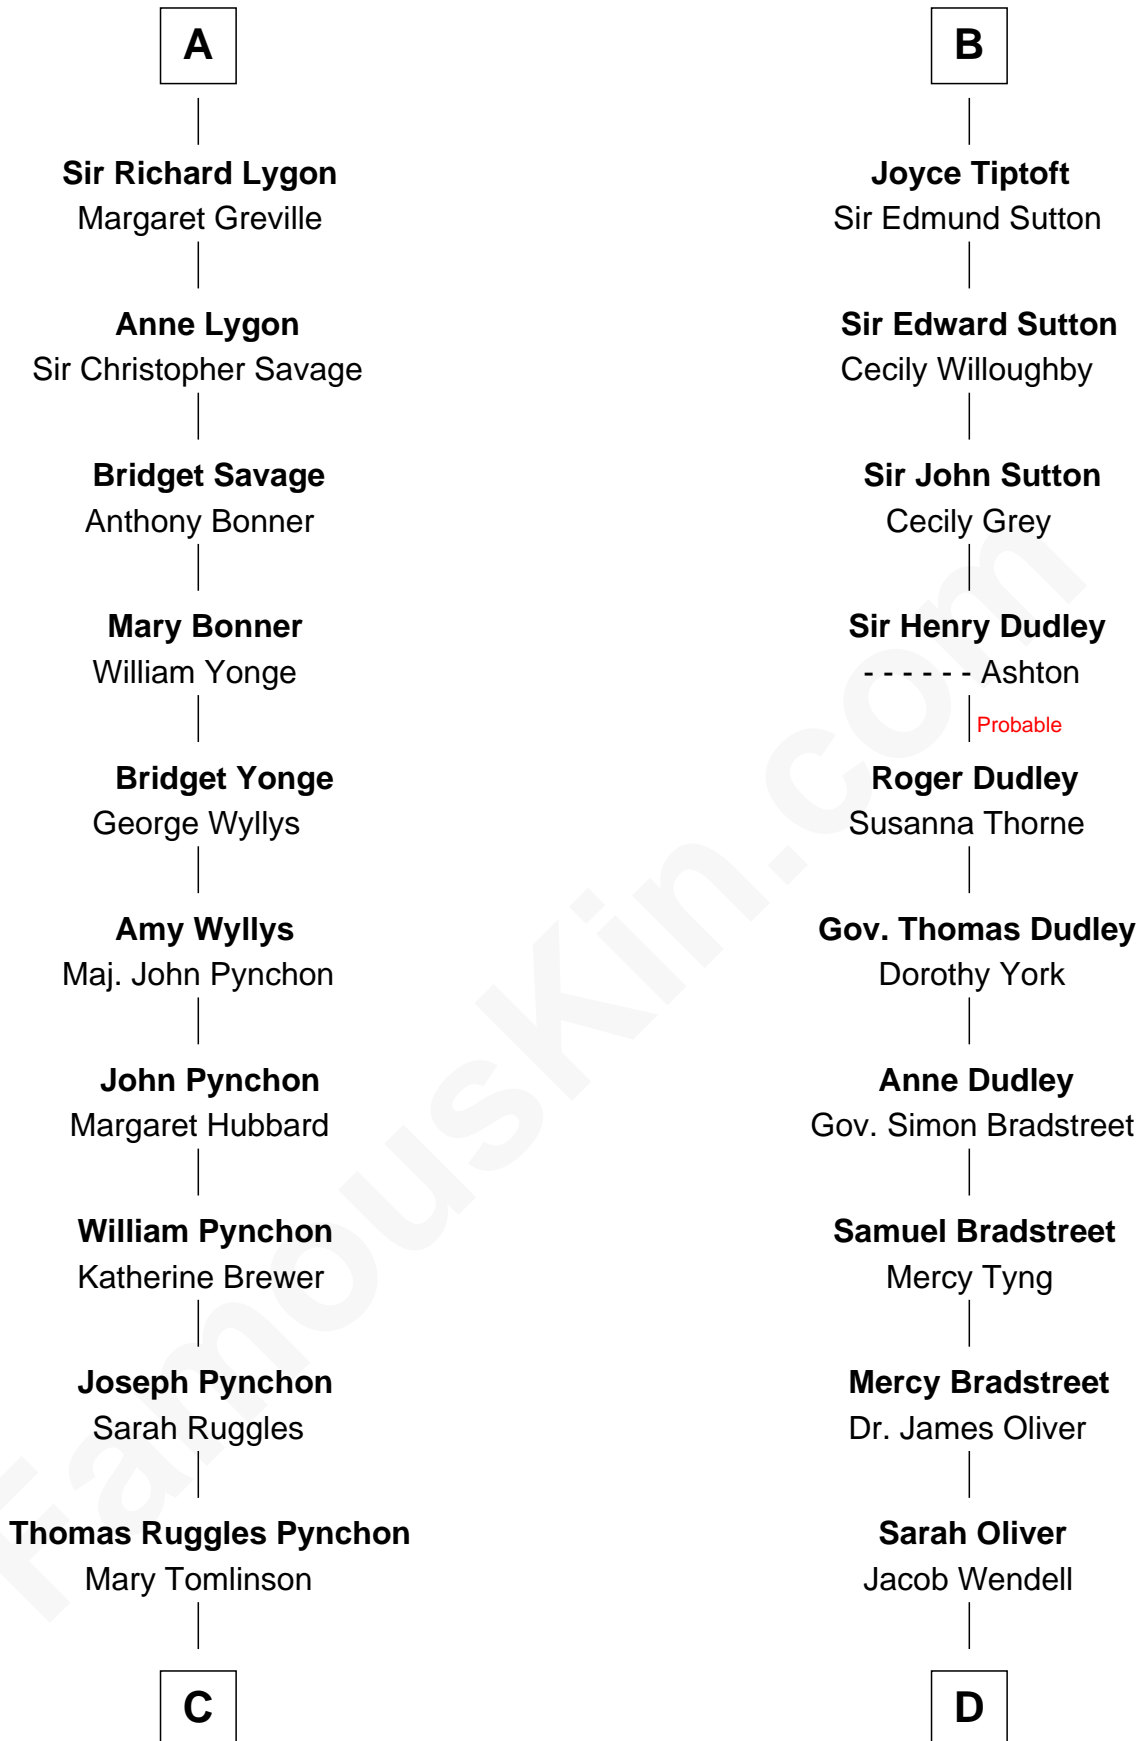 A
Sir Richard Lygon
Margaret Greville
Anne Lygon
Sir Christopher Savage
Bridget Savage
Anthony Bonner
Mary Bonner
William Yonge
Bridget Yonge
George Wyllys
Amy Wyllys
Maj. John Pynchon
John Pynchon
Margaret Hubbard
William Pynchon
Katherine Brewer
Joseph Pynchon
Sarah Ruggles
Thomas Ruggles Pynchon
Mary Tomlinson
C
B
Joyce Tiptoft
Sir Edmund Sutton
Sir Edward Sutton
Cecily Willoughby
Sir John Sutton
Cecily Grey
Sir Henry Dudley
- - - - - - Ashton
Probable
Roger Dudley
Susanna Thorne
Gov. Thomas Dudley
Dorothy York
Anne Dudley
Gov. Simon Bradstreet
Samuel Bradstreet
Mercy Tyng
Mercy Bradstreet
Dr. James Oliver
Sarah Oliver
Jacob Wendell
D
FamousKin.com